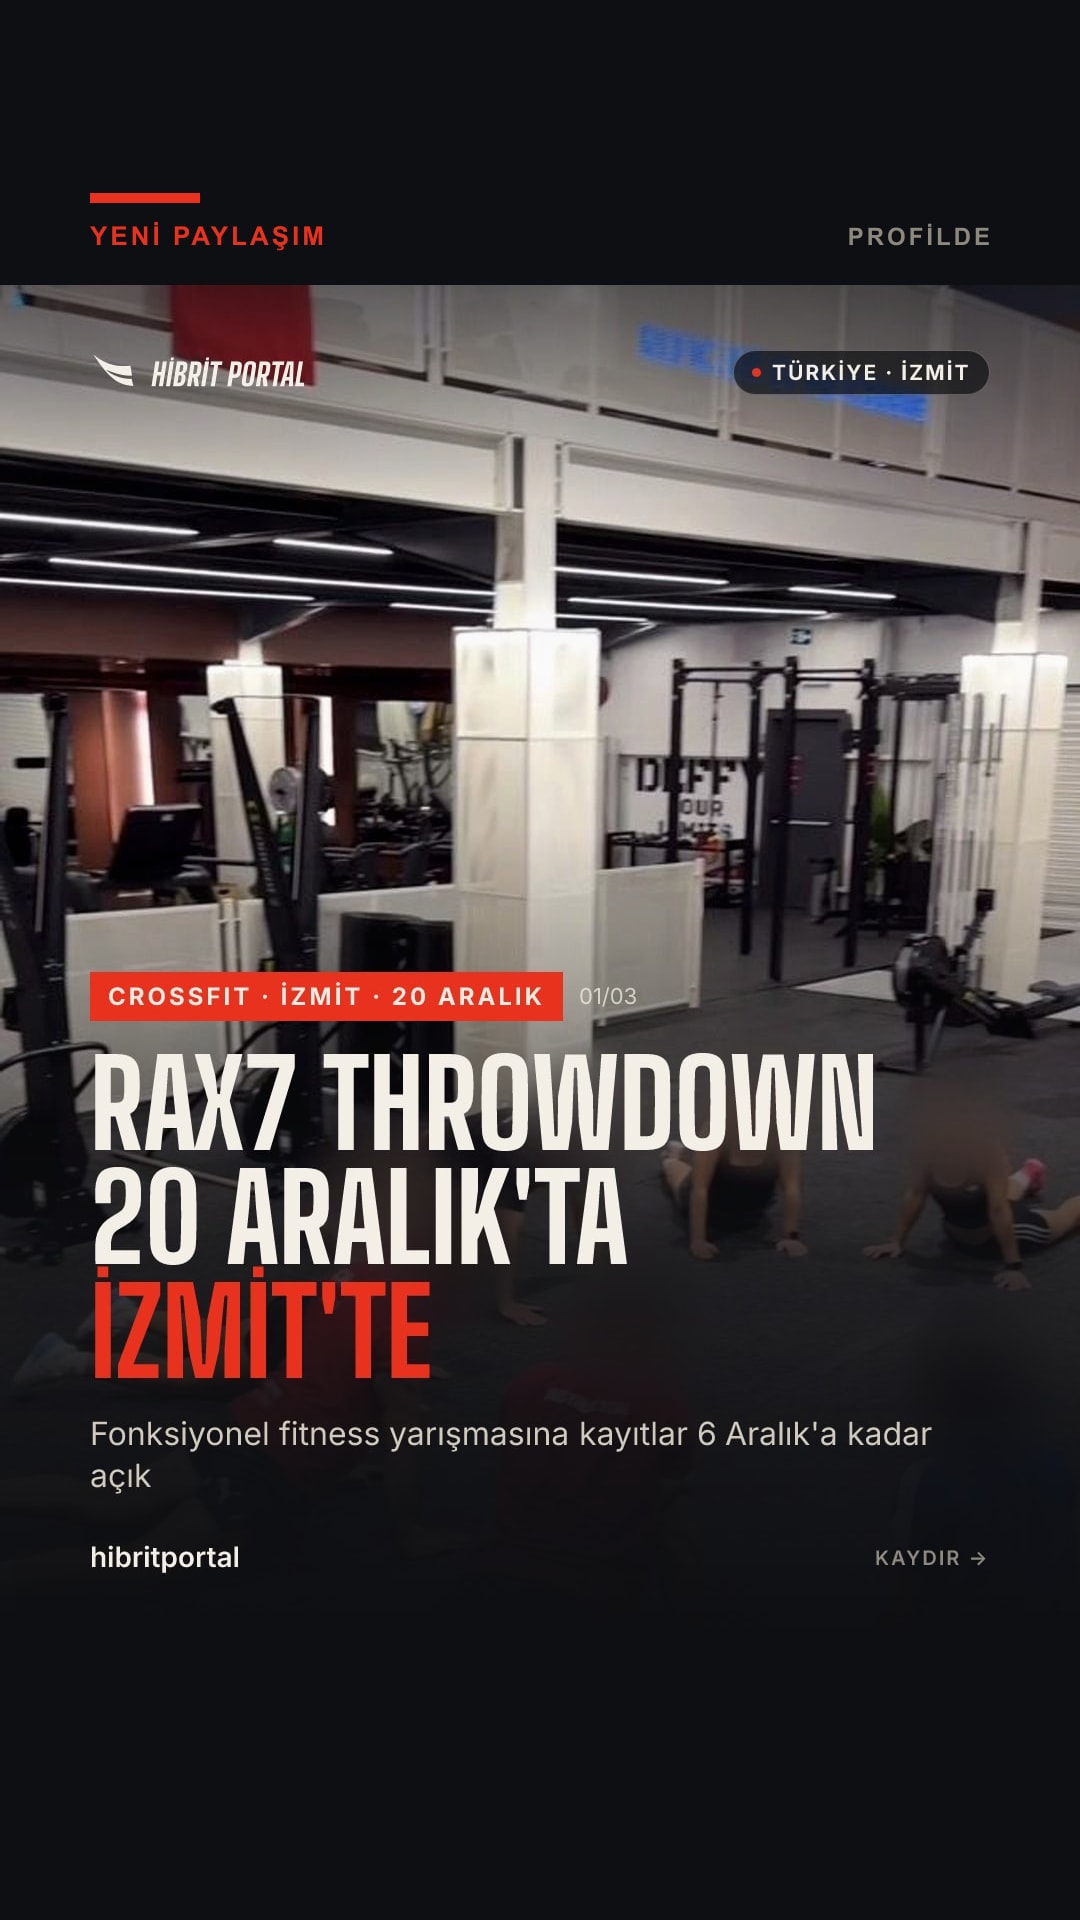 YENİ PAYLAŞIM
PROFİLDE
HİBRİT PORTAL
TÜRKİYE · İZMİT
CROSSFIT · İZMİT · 20 ARALIK
01/03
RAX7 THROWDOWN
20 ARALIK'TA
İZMİT'TE
Fonksiyonel fitness yarışmasına kayıtlar 6 Aralık'a kadar
açık
hibritportal
KAYDIR →